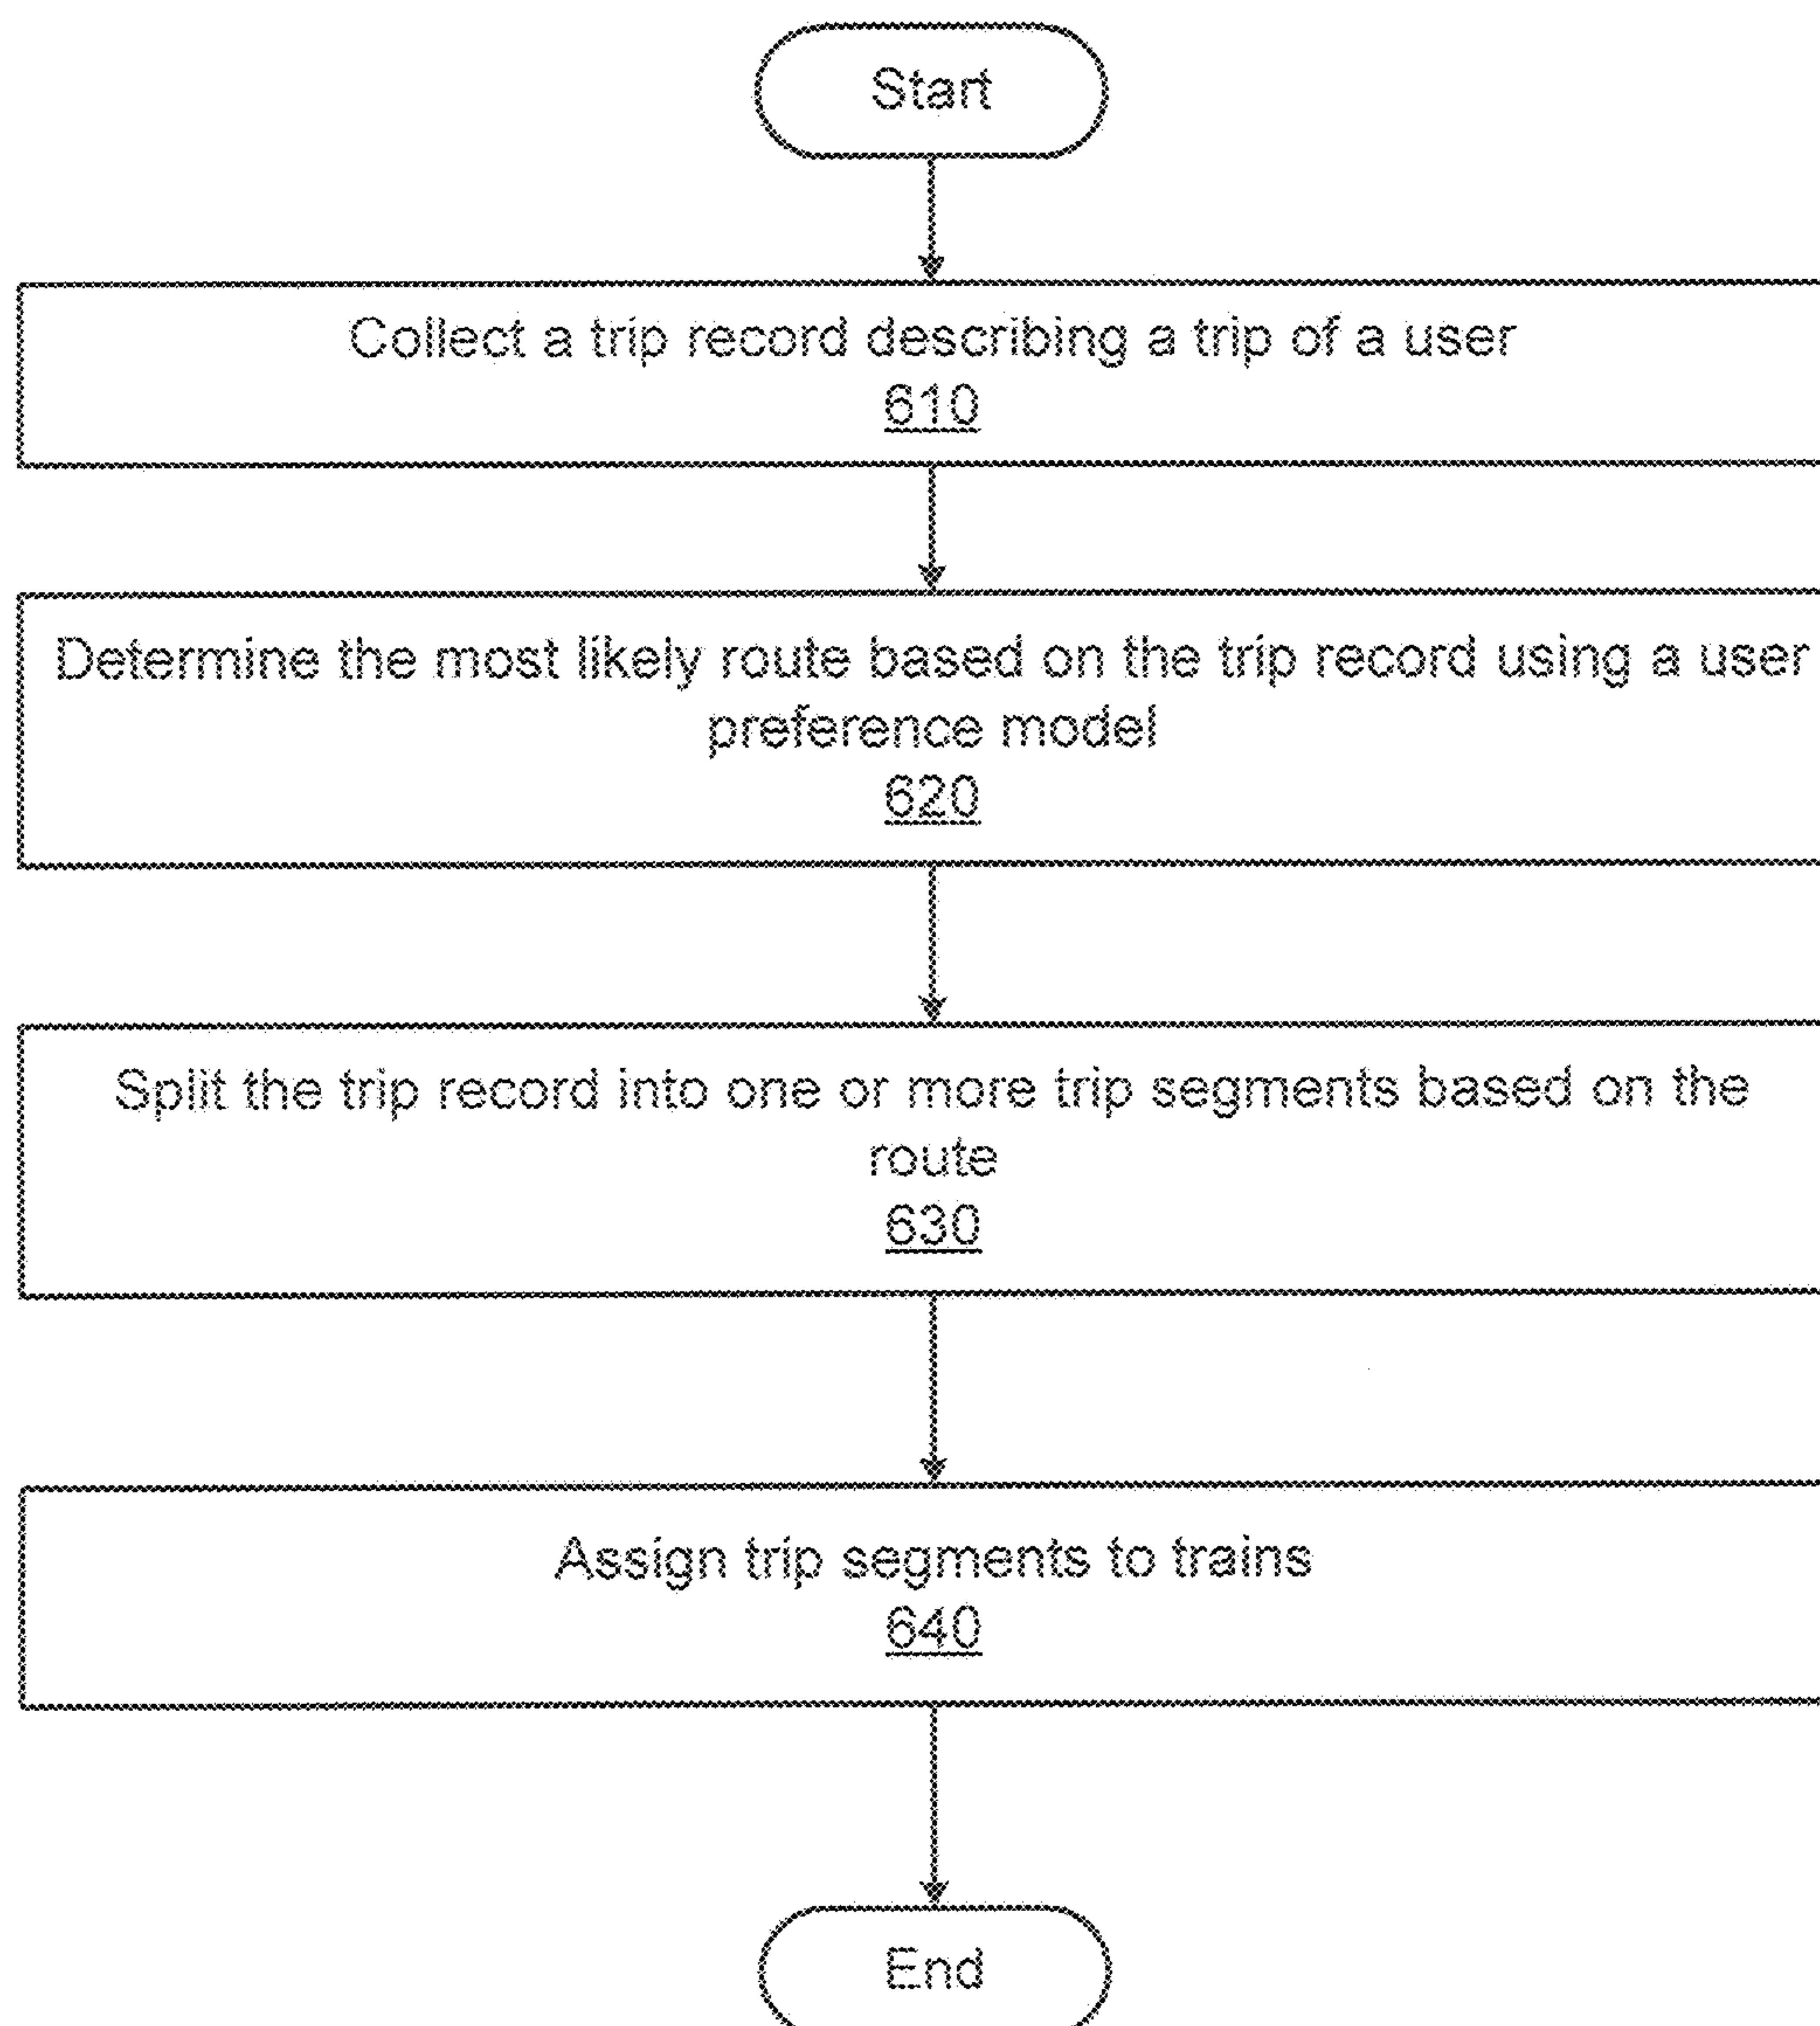 Start
Collect a trip record describing a trip of a user
610
Determine the most likely route based on the trip record using a user
preference model
620
Split the trip record into one or more trip segments based on the
route
630
Assign trip segments to trains
640
End